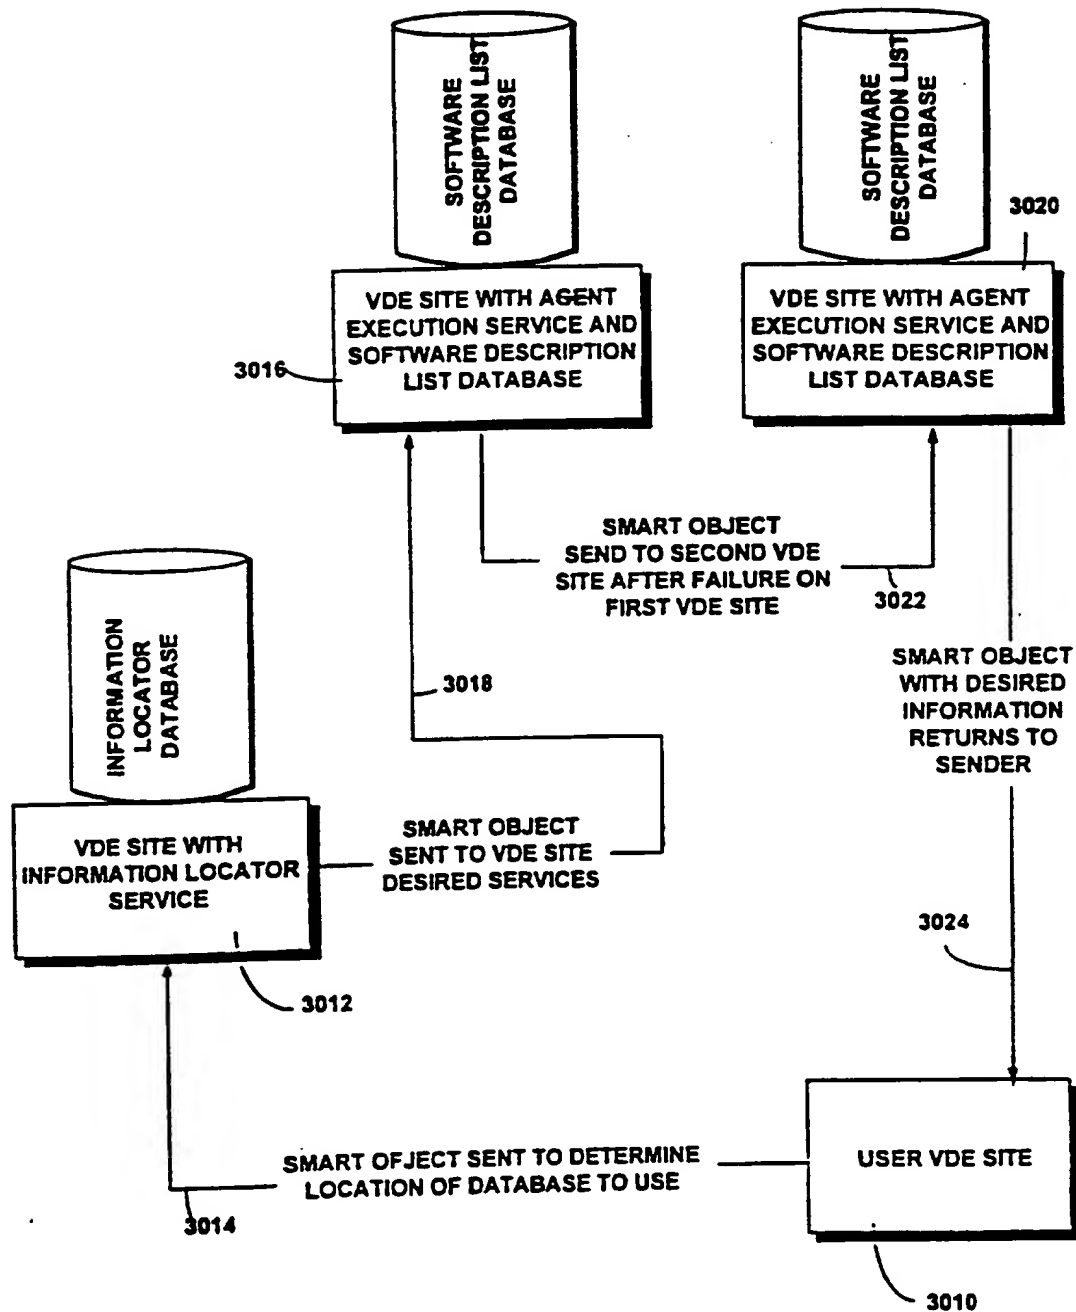 SOFTWARE
DESCRIPTION LIST
DATABASE
SOFTWARE
DESCRIPTION LIST
DATABASE
3020
VDE SITE WITH AGENT
EXECUTION SERVICE AND
SOFTWARE DESCRIPTION
LIST DATABASE
3016
VDE SITE WITH AGENT
EXECUTION SERVICE AND
SOFTWARE DESCRIPTION
LIST DATABASE
SMART OBJECT
SEND TO SECOND VDE
SITE AFTER FAILURE ON
FIRST VDE SITE
3022
INFORMATION
LOCATOR
DATABASE
3018
SMART OBJECT
WITH DESIRED
INFORMATION
RETURNS TO
SENDER
VDE SITE WITH
INFORMATION LOCATOR
SERVICE
SMART OBJECT
SENT TO VDE SITE
DESIRED SERVICES
3024
3012
SMART OFJECT SENT TO DETERMINE
LOCATION OF DATABASE TO USE
USER VDE SITE
3014
3010